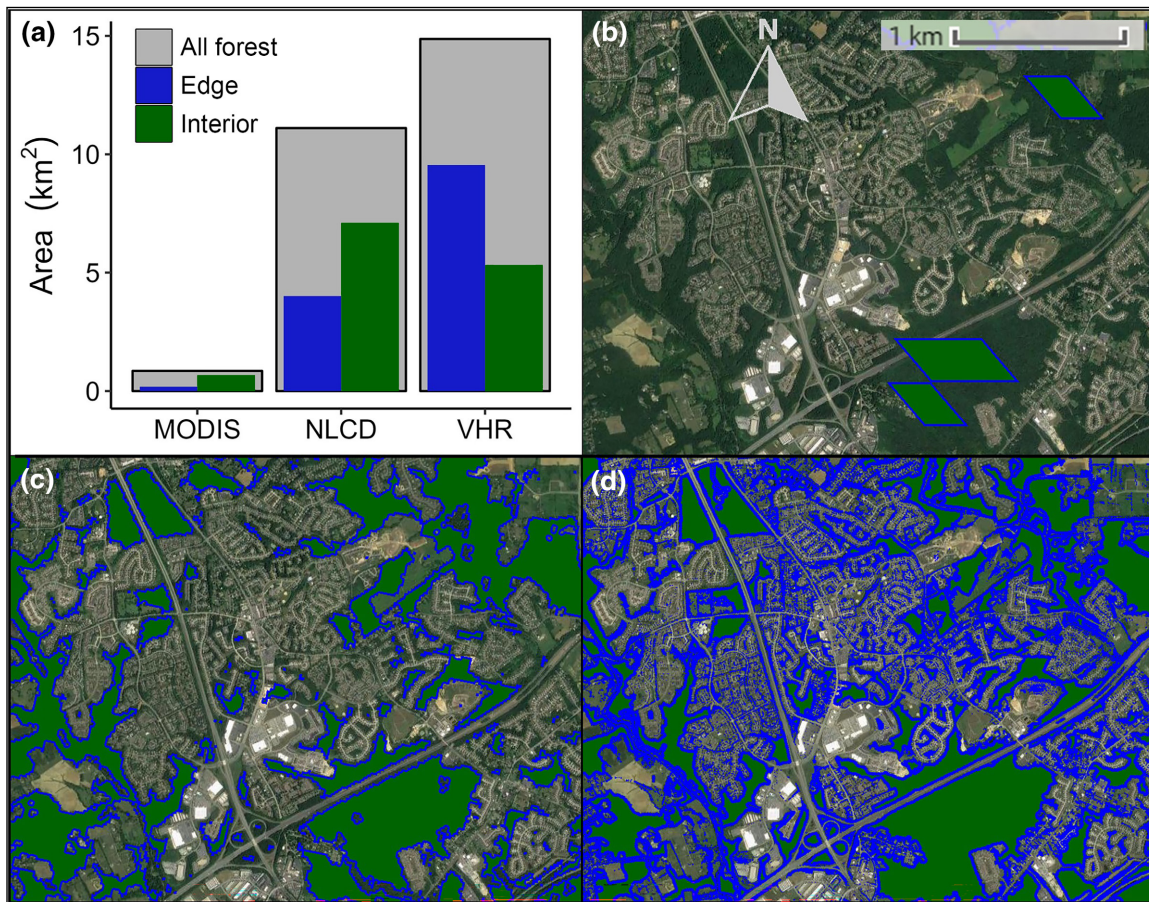 (a)
15
10
5
0
Area (km²)
All forest
Edge
Interior
MODIS NLCD VHR
(b)
N
1 km
(c)
(d)